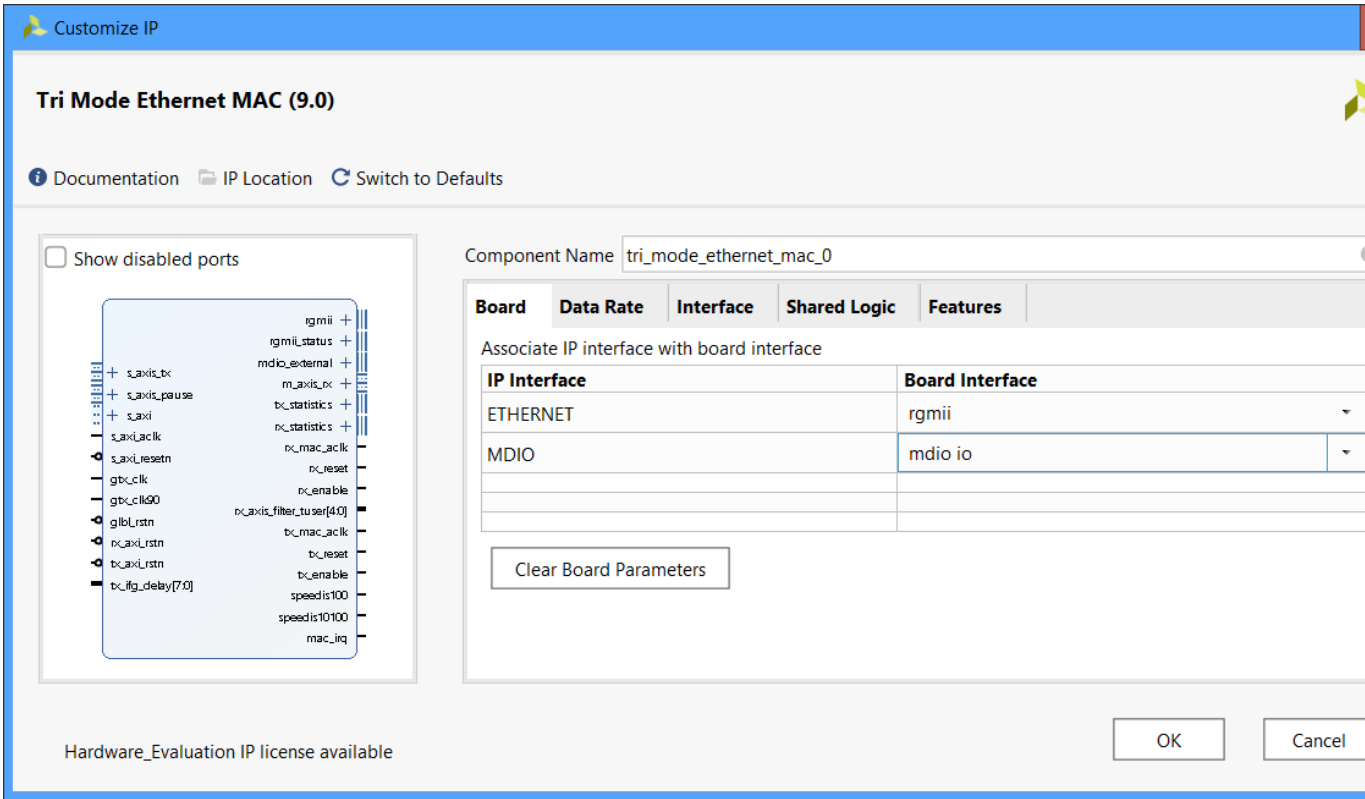 Customize IP
Tri Mode Ethernet MAC (9.0)
Documentation IP Location Switch to Defaults
Show disabled ports
s_axis_tx
s_axis_pause
s_axi
s_axi_aclk
s_axi_resetn
gtx_clk
gtx_clk90
glbl_rstn
rx_axi_rstn
tx_axi_rstn
tx_ifg_delay[7:0]
rgmii
rgmii_status
mdio_external
m_axis_rx
tx_statistics
rx_statistics
rx_mac_aclk
rx_reset
rx_enable
rx_axis_filter_tuser[4:0]
tx_mac_aclk
tx_reset
tx_enable
speedis100
speedis10100
mac_irq
Component Name tri_mode_ethernet_mac_0
Board Data Rate Interface Shared Logic Features
Associate IP interface with board interface
IP Interface Board Interface
ETHERNET rgmii
MDIO mdio io
Clear Board Parameters
Hardware_Evaluation IP license available
OK Cancel